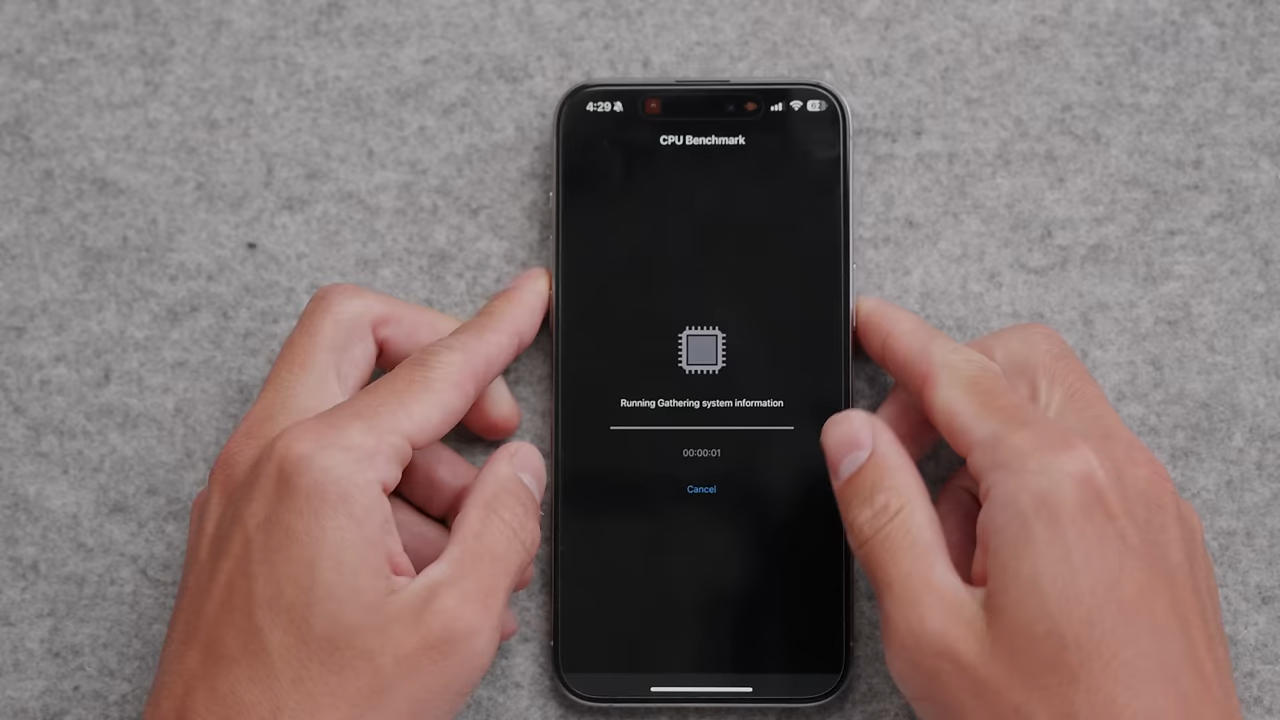 4:29
CPU Benchmark
Running Gathering system information
00:00:01
Cancel